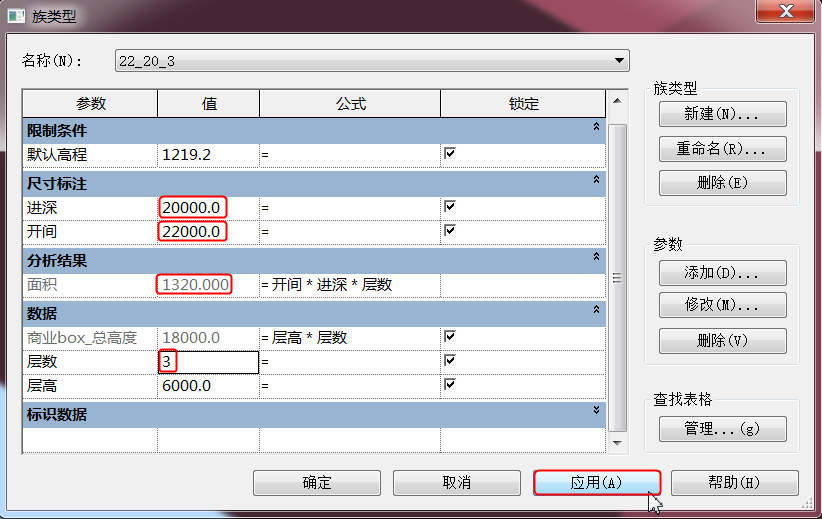 族类型
名称(N):
22_20_3
参数 值 公式 锁定
限制条件
默认高程 1219.2 =
尺寸标注
进深 20000.0 =
开间 22000.0 =
分析结果
面积 1320.000 = 开间 * 进深 * 层数
数据
商业box_总高度 18000.0 = 层高 * 层数
层数 3 =
层高 6000.0 =
标识数据
族类型
新建(N)...
重命名(R)...
删除(E)
参数
添加(D)...
修改(M)...
删除(V)
查找表格
管理...(g)
确定 取消 应用(A) 帮助(H)